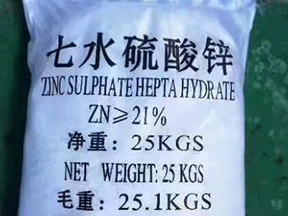 七水硫酸锌
ZINC SULPHATE HEPTA HYDRATE
ZN≥21%
净重：25KGS
NET WEIGHT: 25 KGS
毛重：25.1KGS